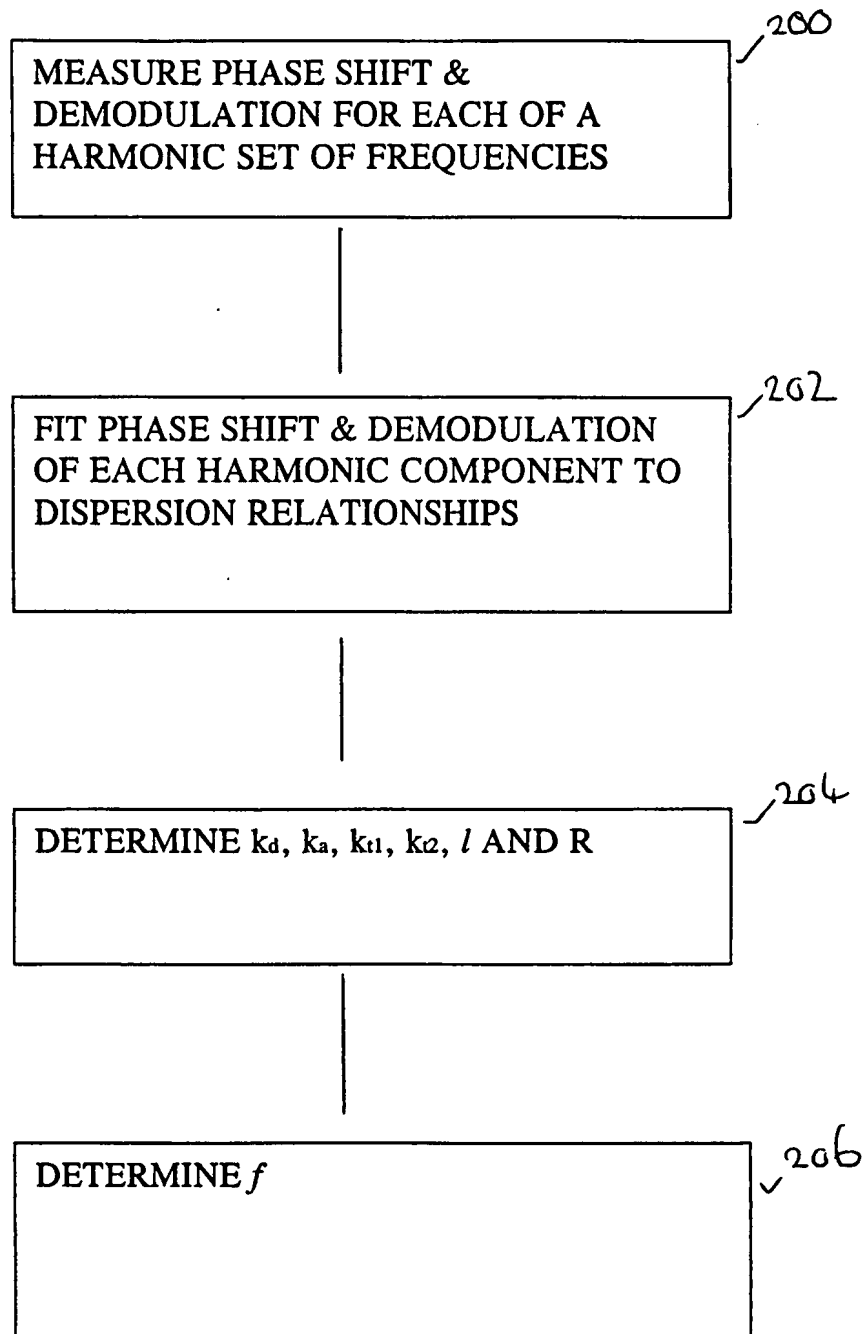 200
MEASURE PHASE SHIFT &
DEMODULATION FOR EACH OF A
HARMONIC SET OF FREQUENCIES
202
FIT PHASE SHIFT & DEMODULATION
OF EACH HARMONIC COMPONENT TO
DISPERSION RELATIONSHIPS
204
DETERMINE kd, ka, kt1, kt2, l AND R
206
DETERMINE f